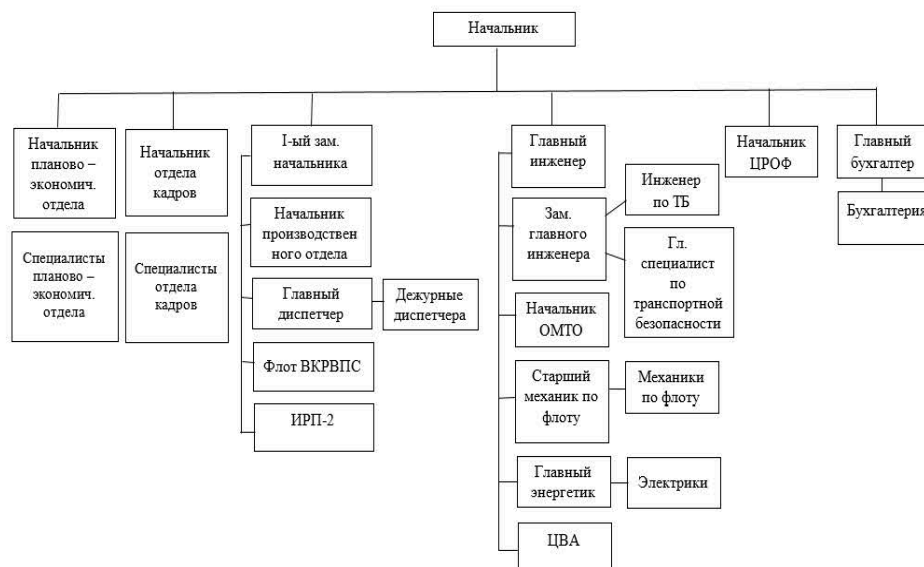 Начальник
Начальник
планово –
экономич.
отдела
Начальник
отдела
кадров
I-ый зам.
начальника
Главный
инженер
Начальник
ЦРОФ
Главный
бухгалтер
Специалисты
планово –
экономич.
отдела
Специалисты
отдела
кадров
Начальник
производствен
ного отдела
Главный
диспетчер
Дежурные
диспетчера
Флот ВКРВПС
ИРП-2
Зам.
главного
инженера
Инженер
по ТБ
Гл.
специалист
по
транспортной
безопасности
Начальник
ОМТО
Старший
механик по
флоту
Механики
по флоту
Главный
энергетик
Электрики
ЦВА
Бухгалтерия